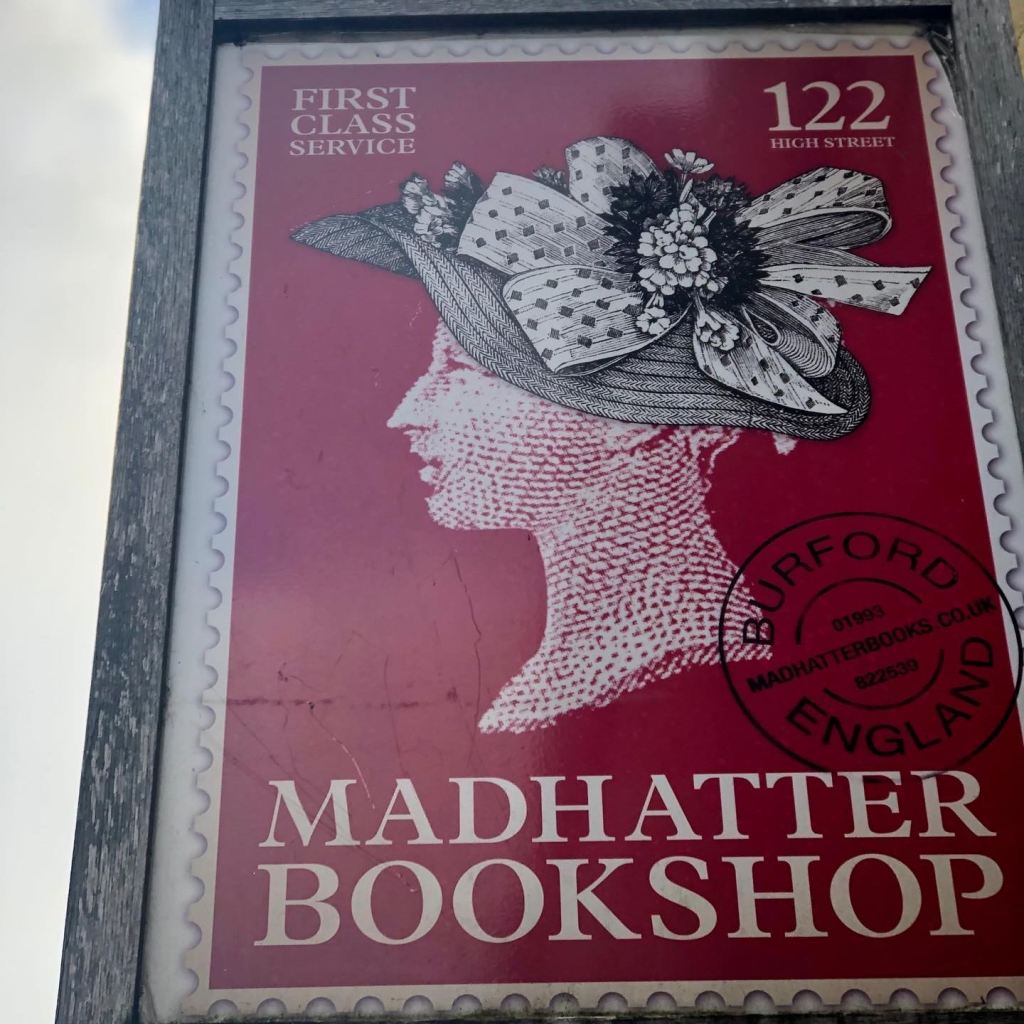 FIRST
CLASS
SERVICE
122
HIGH STREET
BURFORD
01993
MADHATTERBOOKS.CO.UK
822539
ENGLAND
MADHATTER
BOOKSHOP